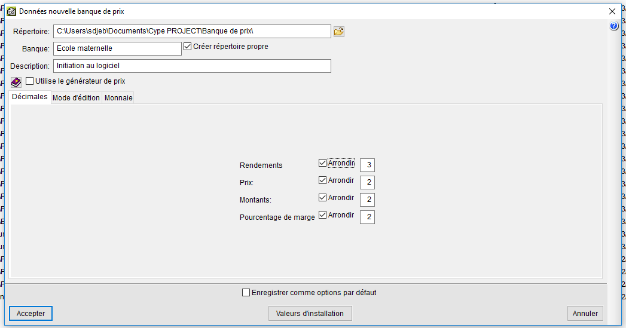 Données nouvelle banque de prix
Répertoire: C:\Users\sdjeb\Documents\Cype PROJECT\Banque de prix\
Banque: Ecole maternelle Créer répertoire propre
Description: Initiation au logiciel
Utilise le générateur de prix
Décimales Mode d'édition Monnaie
Rendements Arrondir 3
Prix: Arrondir 2
Montants: Arrondir 2
Pourcentage de marge Arrondir 2
Enregistrer comme options par défaut
Accepter Valeurs d'installation Annuler